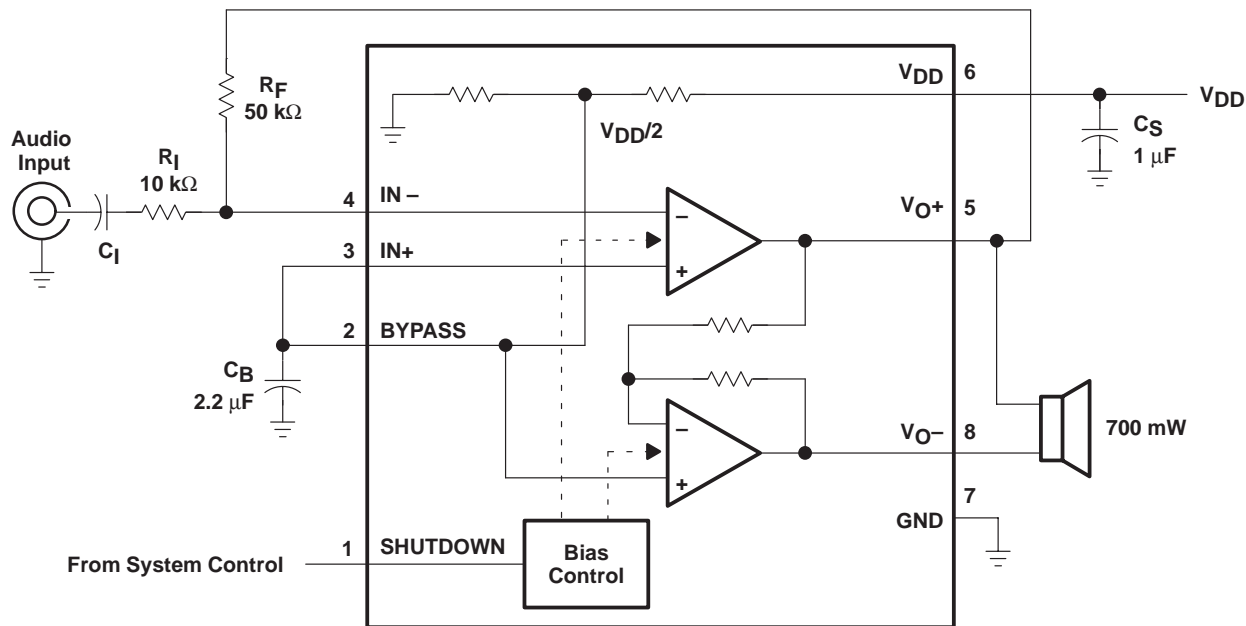 VDD
6
RF
50 kΩ
VDD
VDD/2
CS
1 µF
Audio
Input
RI
10 kΩ
CI
4
IN –
–
+
VO+
5
3
IN+
2
BYPASS
CB
2.2 µF
–
+
VO–
8
700 mW
7
GND
1
SHUTDOWN
From System Control
Bias
Control